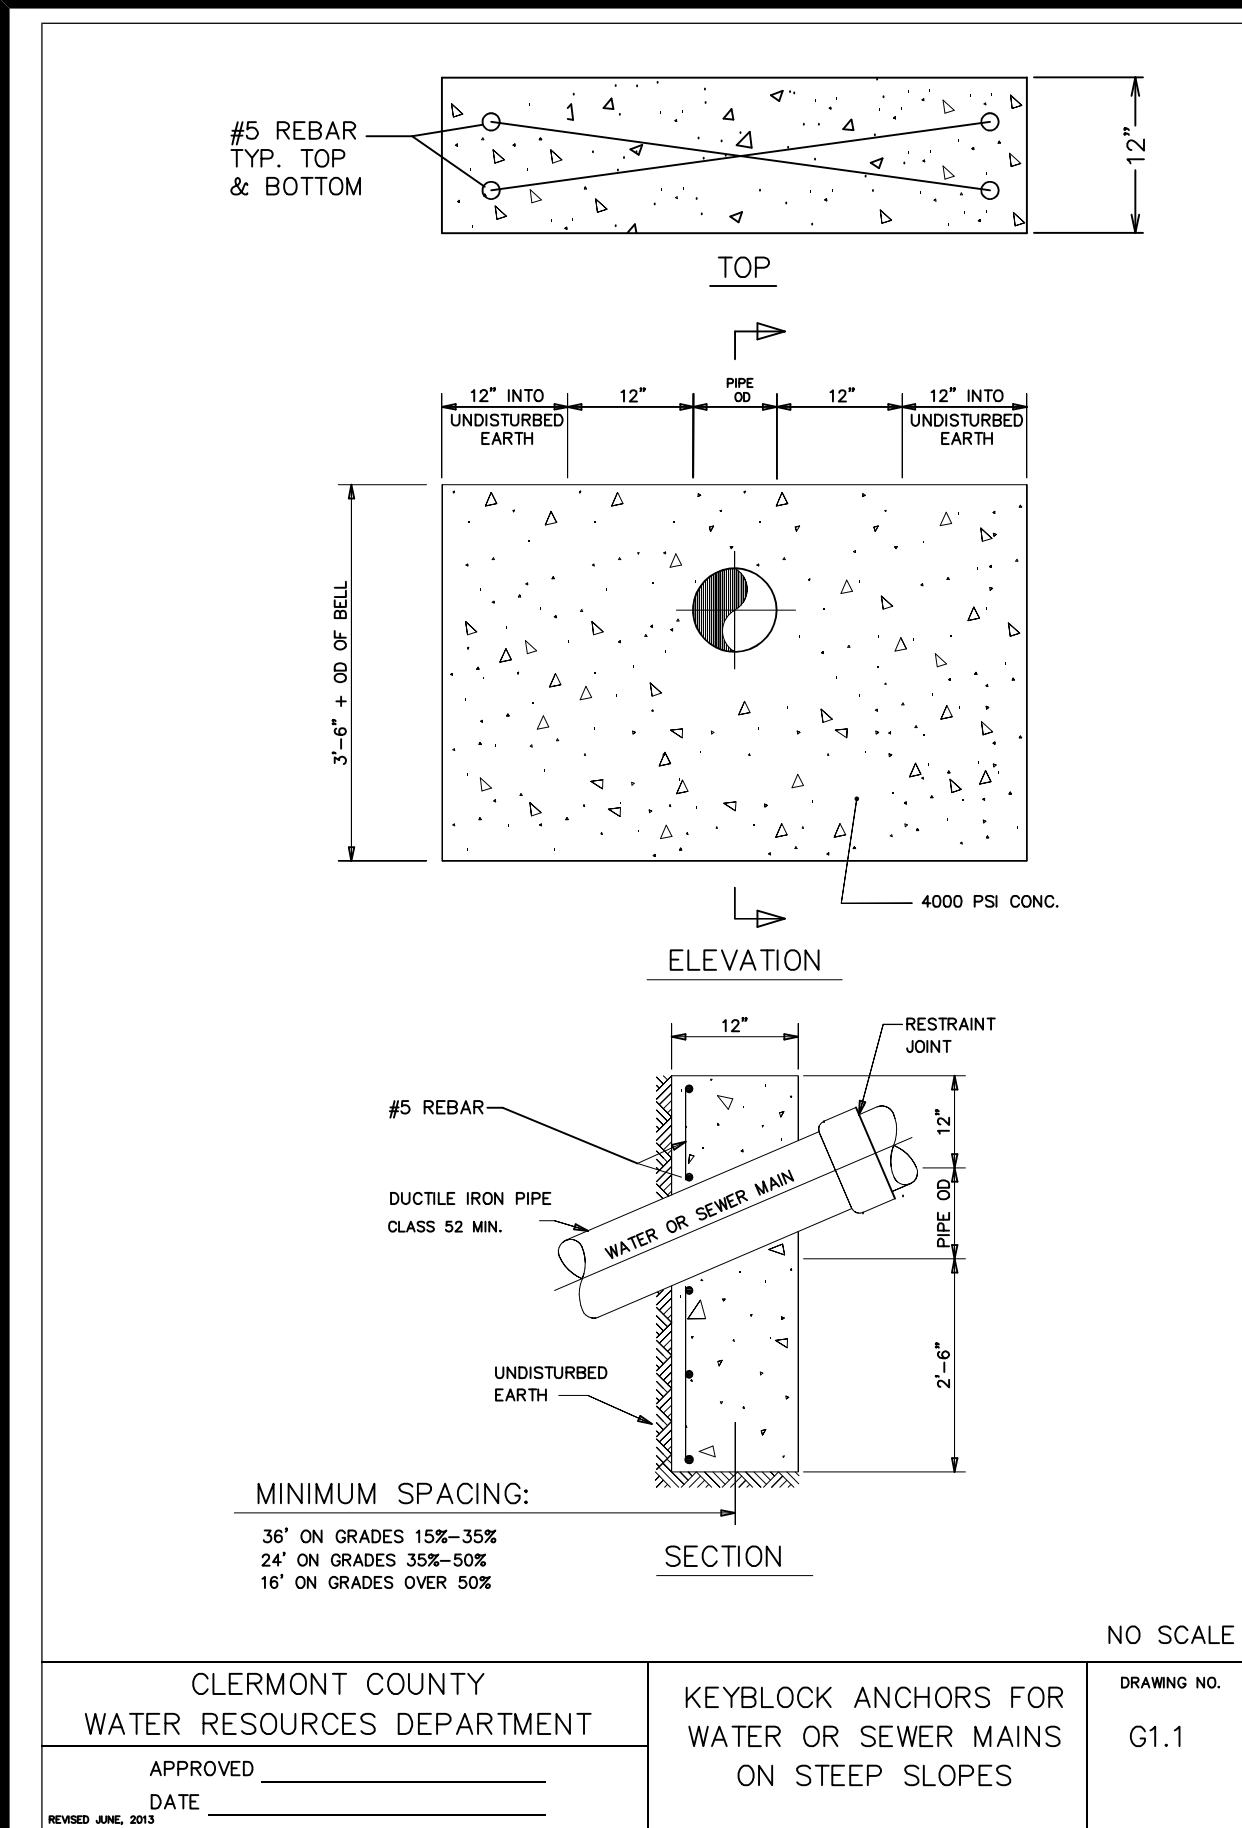 #5 REBAR
TYP. TOP
& BOTTOM
12"
TOP
12" INTO
UNDISTURBED
EARTH
12"
PIPE
OD
12"
12" INTO
UNDISTURBED
EARTH
3'-6" + OD OF BELL
4000 PSI CONC.
ELEVATION
12"
RESTRAINT
JOINT
#5 REBAR
12"
DUCTILE IRON PIPE
CLASS 52 MIN.
WATER OR SEWER MAIN
PIPE OD
2'-6"
UNDISTURBED
EARTH
MINIMUM SPACING:
36' ON GRADES 15%-35%
24' ON GRADES 35%-50%
16' ON GRADES OVER 50%
SECTION
NO SCALE
CLERMONT COUNTY
WATER RESOURCES DEPARTMENT
APPROVED
DATE
REVISED JUNE, 2013
KEYBLOCK ANCHORS FOR
WATER OR SEWER MAINS
ON STEEP SLOPES
DRAWING NO.
G1.1